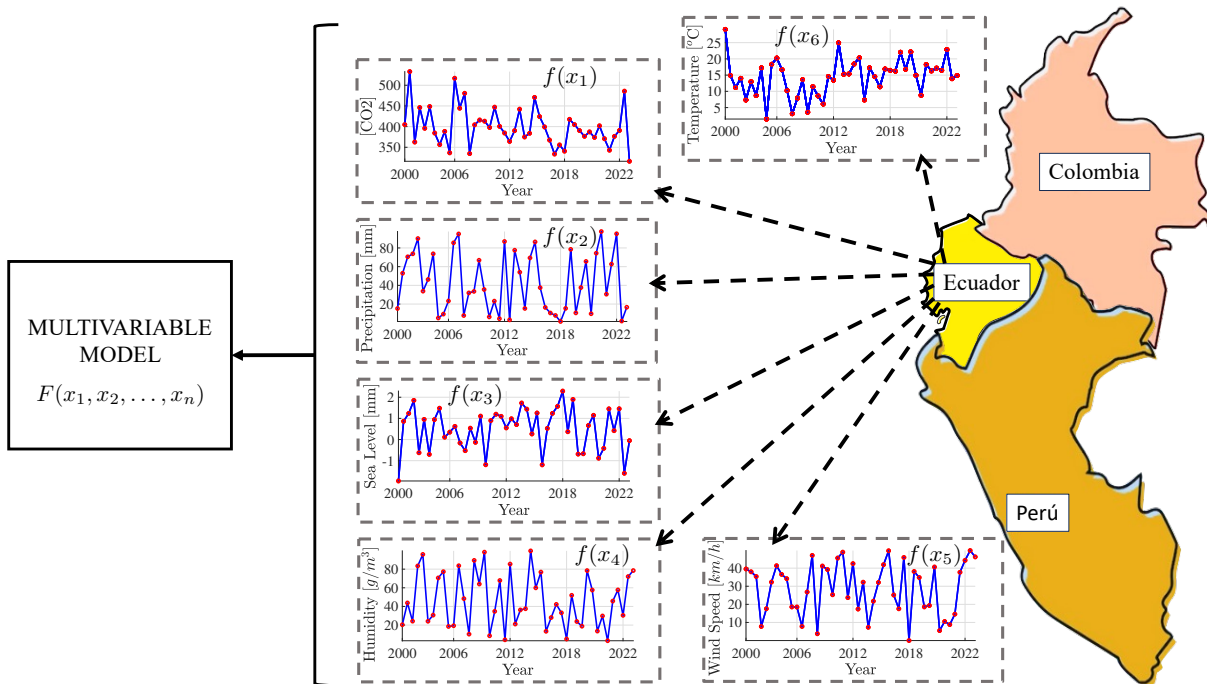 MULTIVARIABLE
MODEL
F(x₁, x₂, . . . , xₙ)
f(x₁)
[CO2]
500
450
400
350
2000 2006 2012 2018 2022
Year
f(x₂)
Precipitation [mm]
80
60
40
20
2000 2006 2012 2018 2022
Year
f(x₃)
Sea Level [mm]
2
1
0
-1
2000 2006 2012 2018 2022
Year
f(x₄)
Humidity [g/m³]
80
60
40
20
2000 2006 2012 2018 2022
Year
f(x₆)
Temperature [°C]
25
20
15
10
5
2000 2006 2012 2018 2022
Year
f(x₅)
Wind Speed [km/h]
40
30
20
10
2000 2006 2012 2018 2022
Year
Colombia
Ecuador
Perú